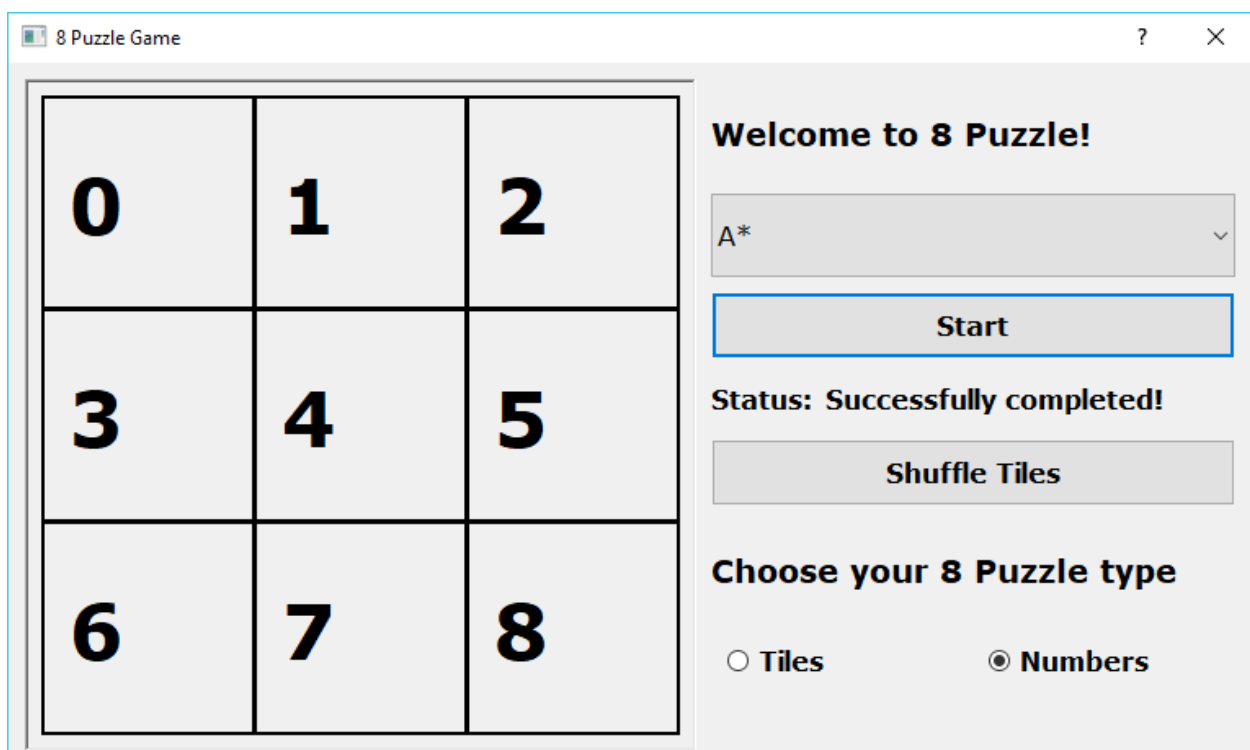 8 Puzzle Game
?
0 1 2
3 4 5
6 7 8
Welcome to 8 Puzzle!
A*
Start
Status: Successfully completed!
Shuffle Tiles
Choose your 8 Puzzle type
Tiles Numbers